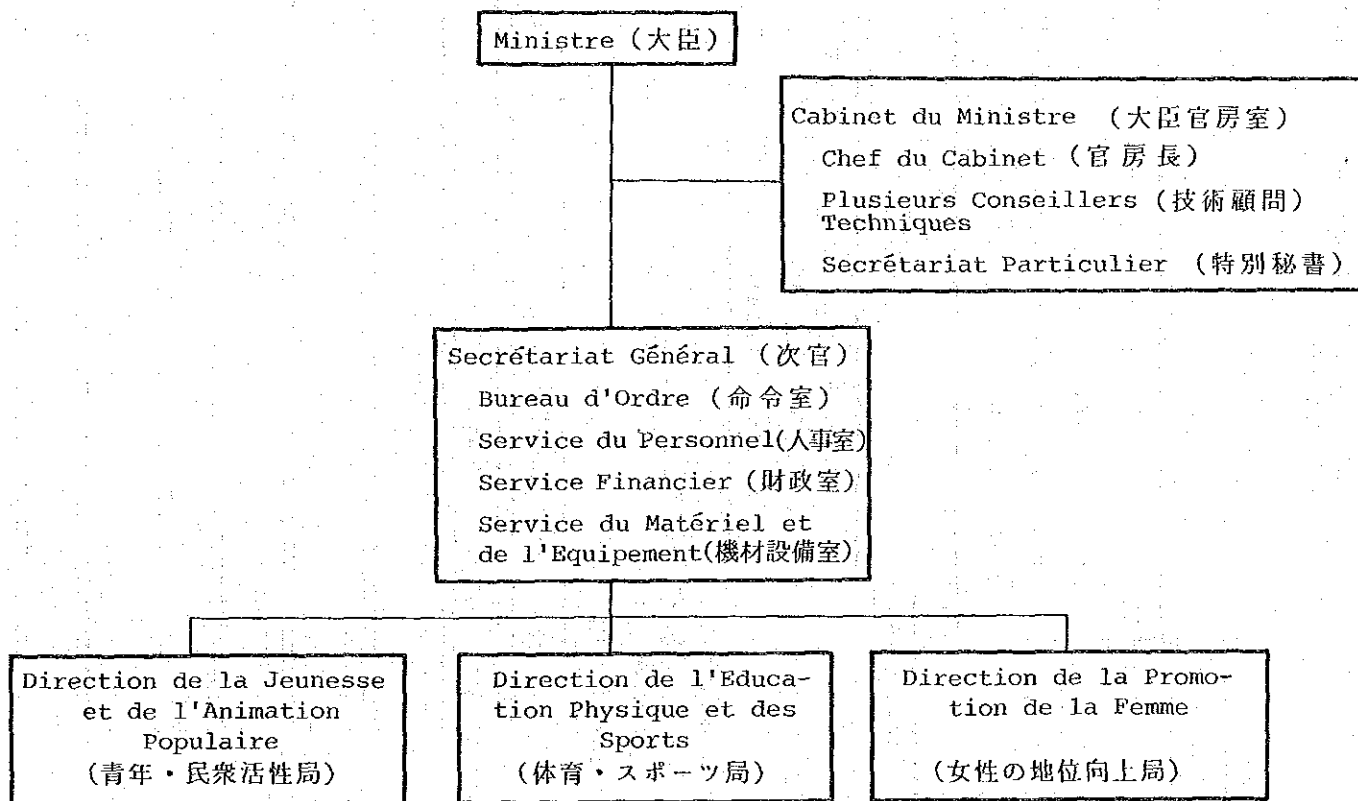 Ministre (大臣)
Cabinet du Ministre (大臣官房室)
Chef du Cabinet (官房長)
Plusieurs Conseillers (技術顧問)
Techniques
Secrétariat Particulier (特別秘書)
Secrétariat Général (次官)
Bureau d'Ordre (命令室)
Service du Personnel(人事室)
Service Financier (財政室)
Service du Matériel et
de l'Equipement(機材設備室)
Direction de la Jeunesse
et de l'Animation
Populaire
(青年・民衆活性局)
Direction de l'Educa-
tion Physique et des
Sports
(体育・スポーツ局)
Direction de la Promo-
tion de la Femme
(女性の地位向上局)